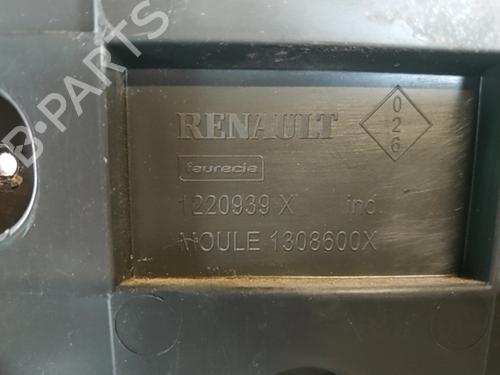 RENAULT
026
faurecia
1220939 X ind.
MOULE 1308600X
B-PARTS